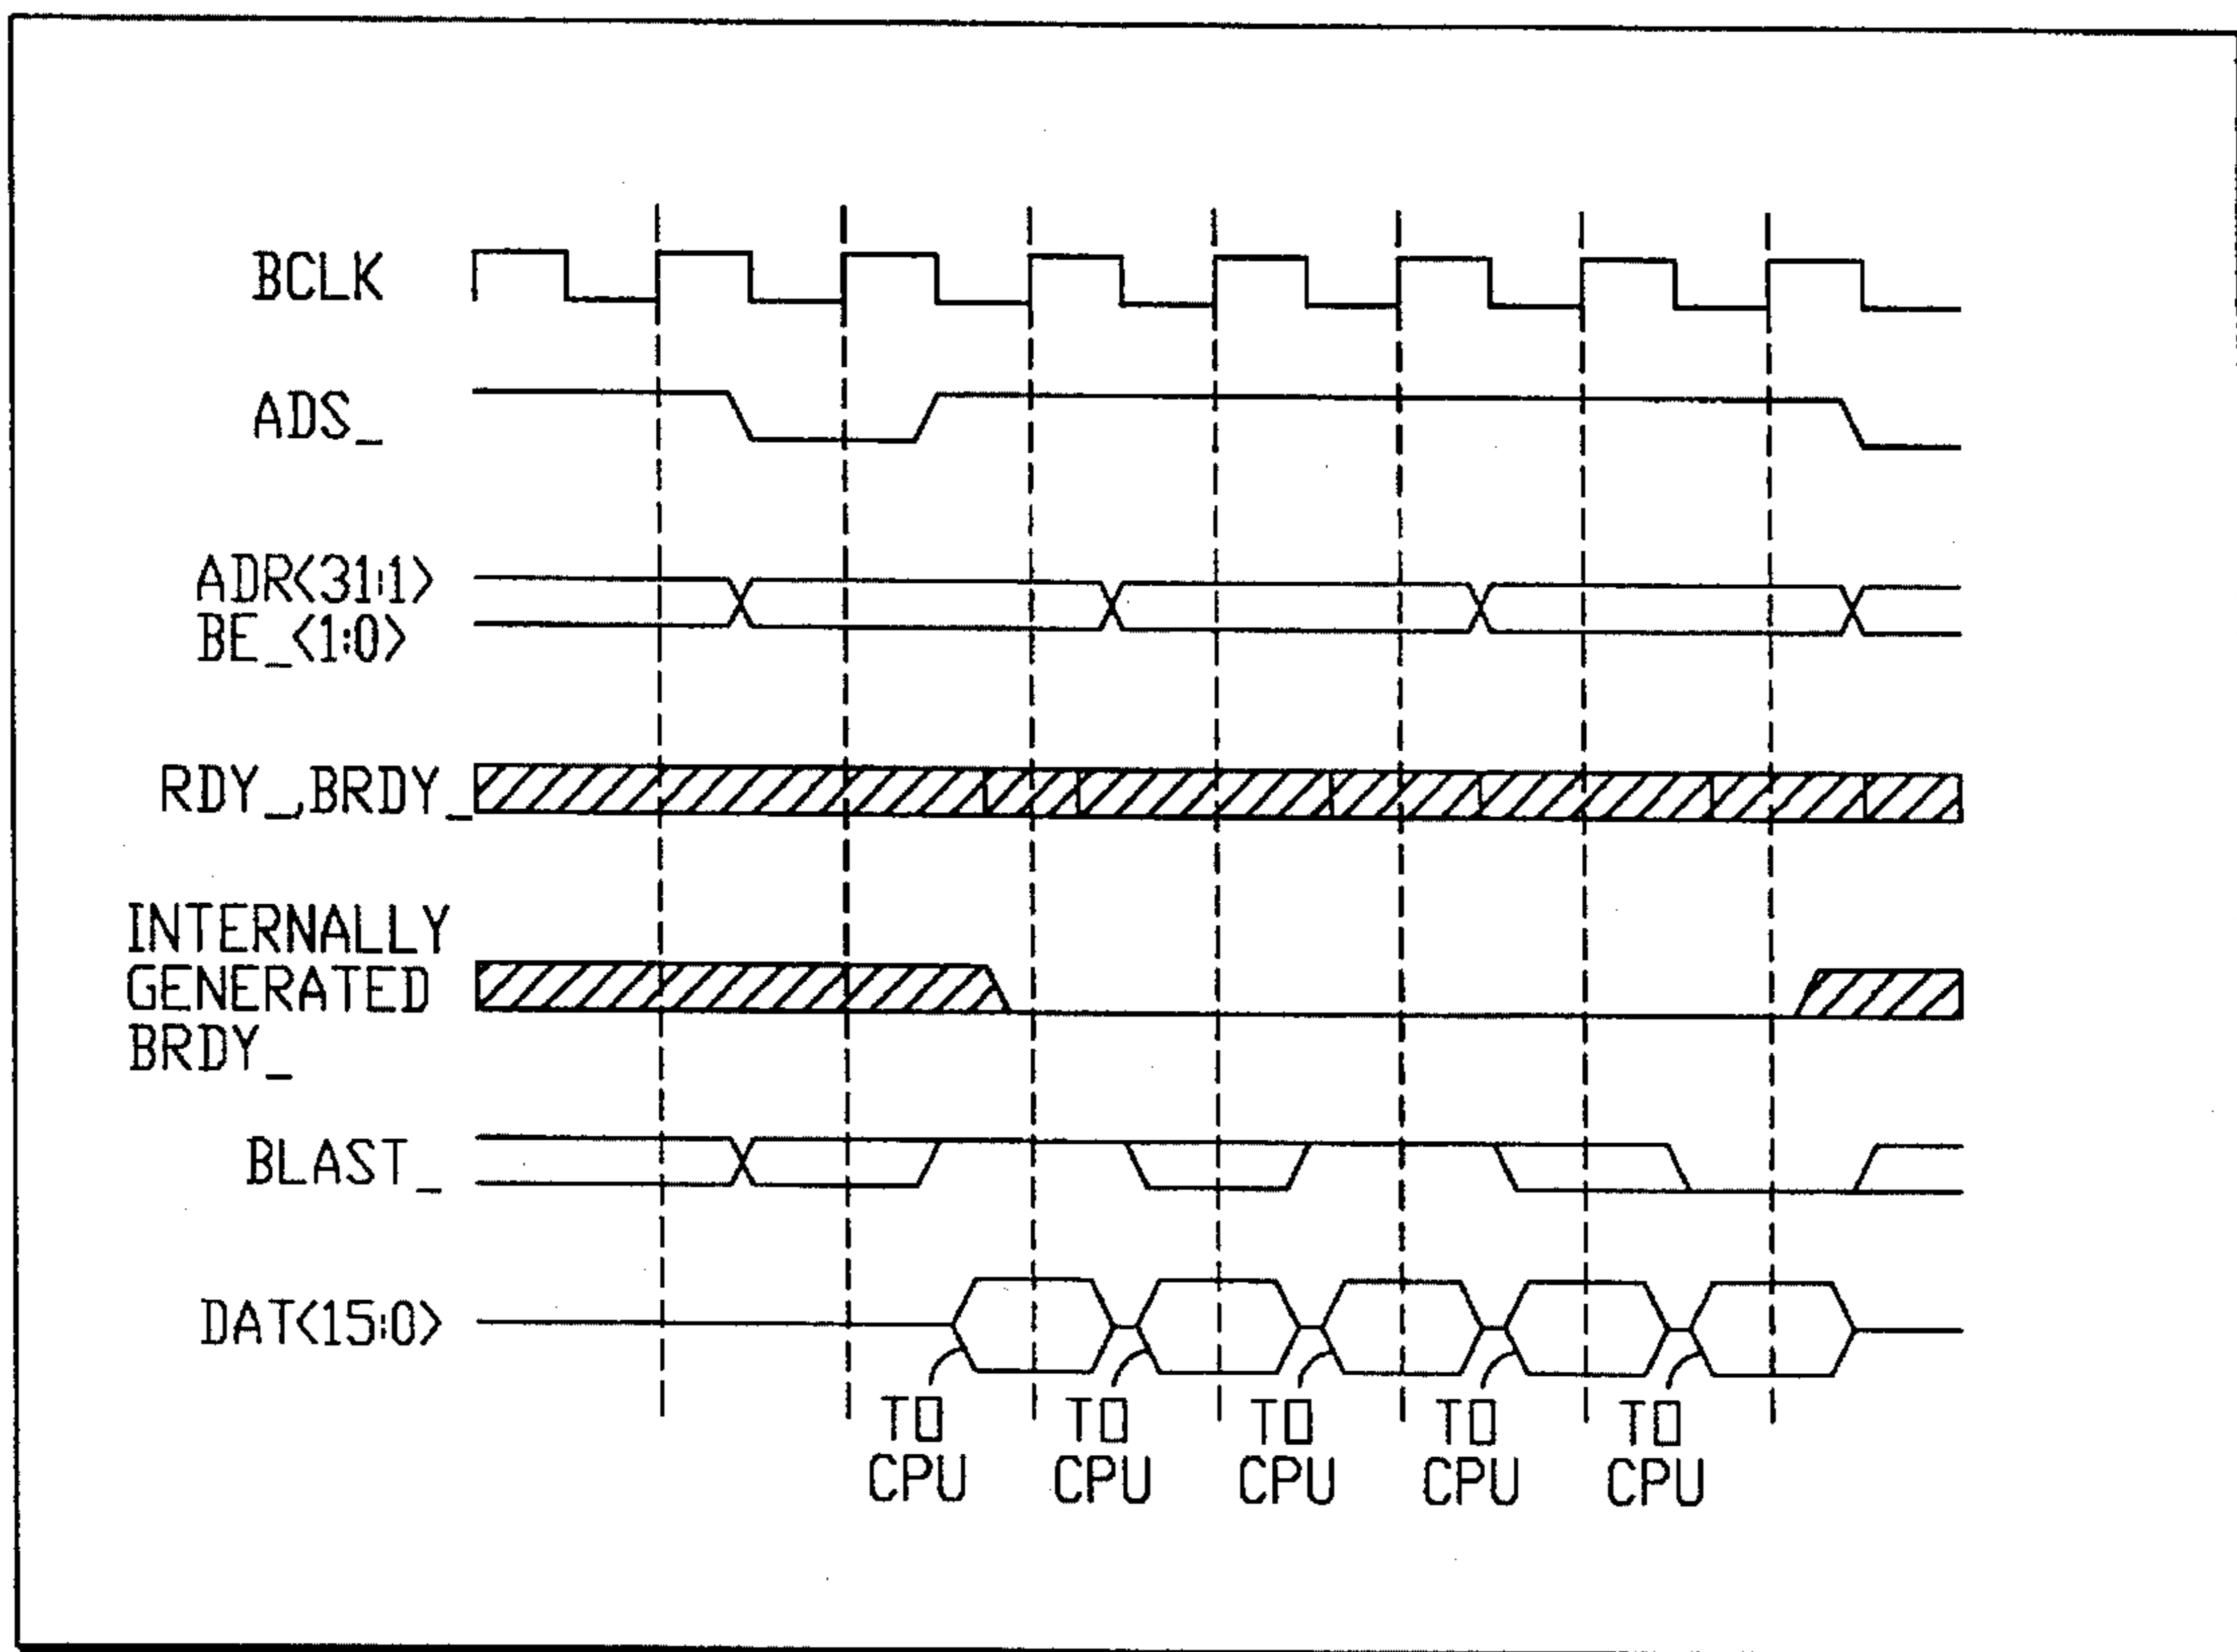 BCLK
ADS_
ADR<31:1>
BE_<1:0>
RDY_,BRDY_
INTERNALLY
GENERATED
BRDY_
BLAST_
DAT<15:0>
TO
CPU
TO
CPU
TO
CPU
TO
CPU
TO
CPU